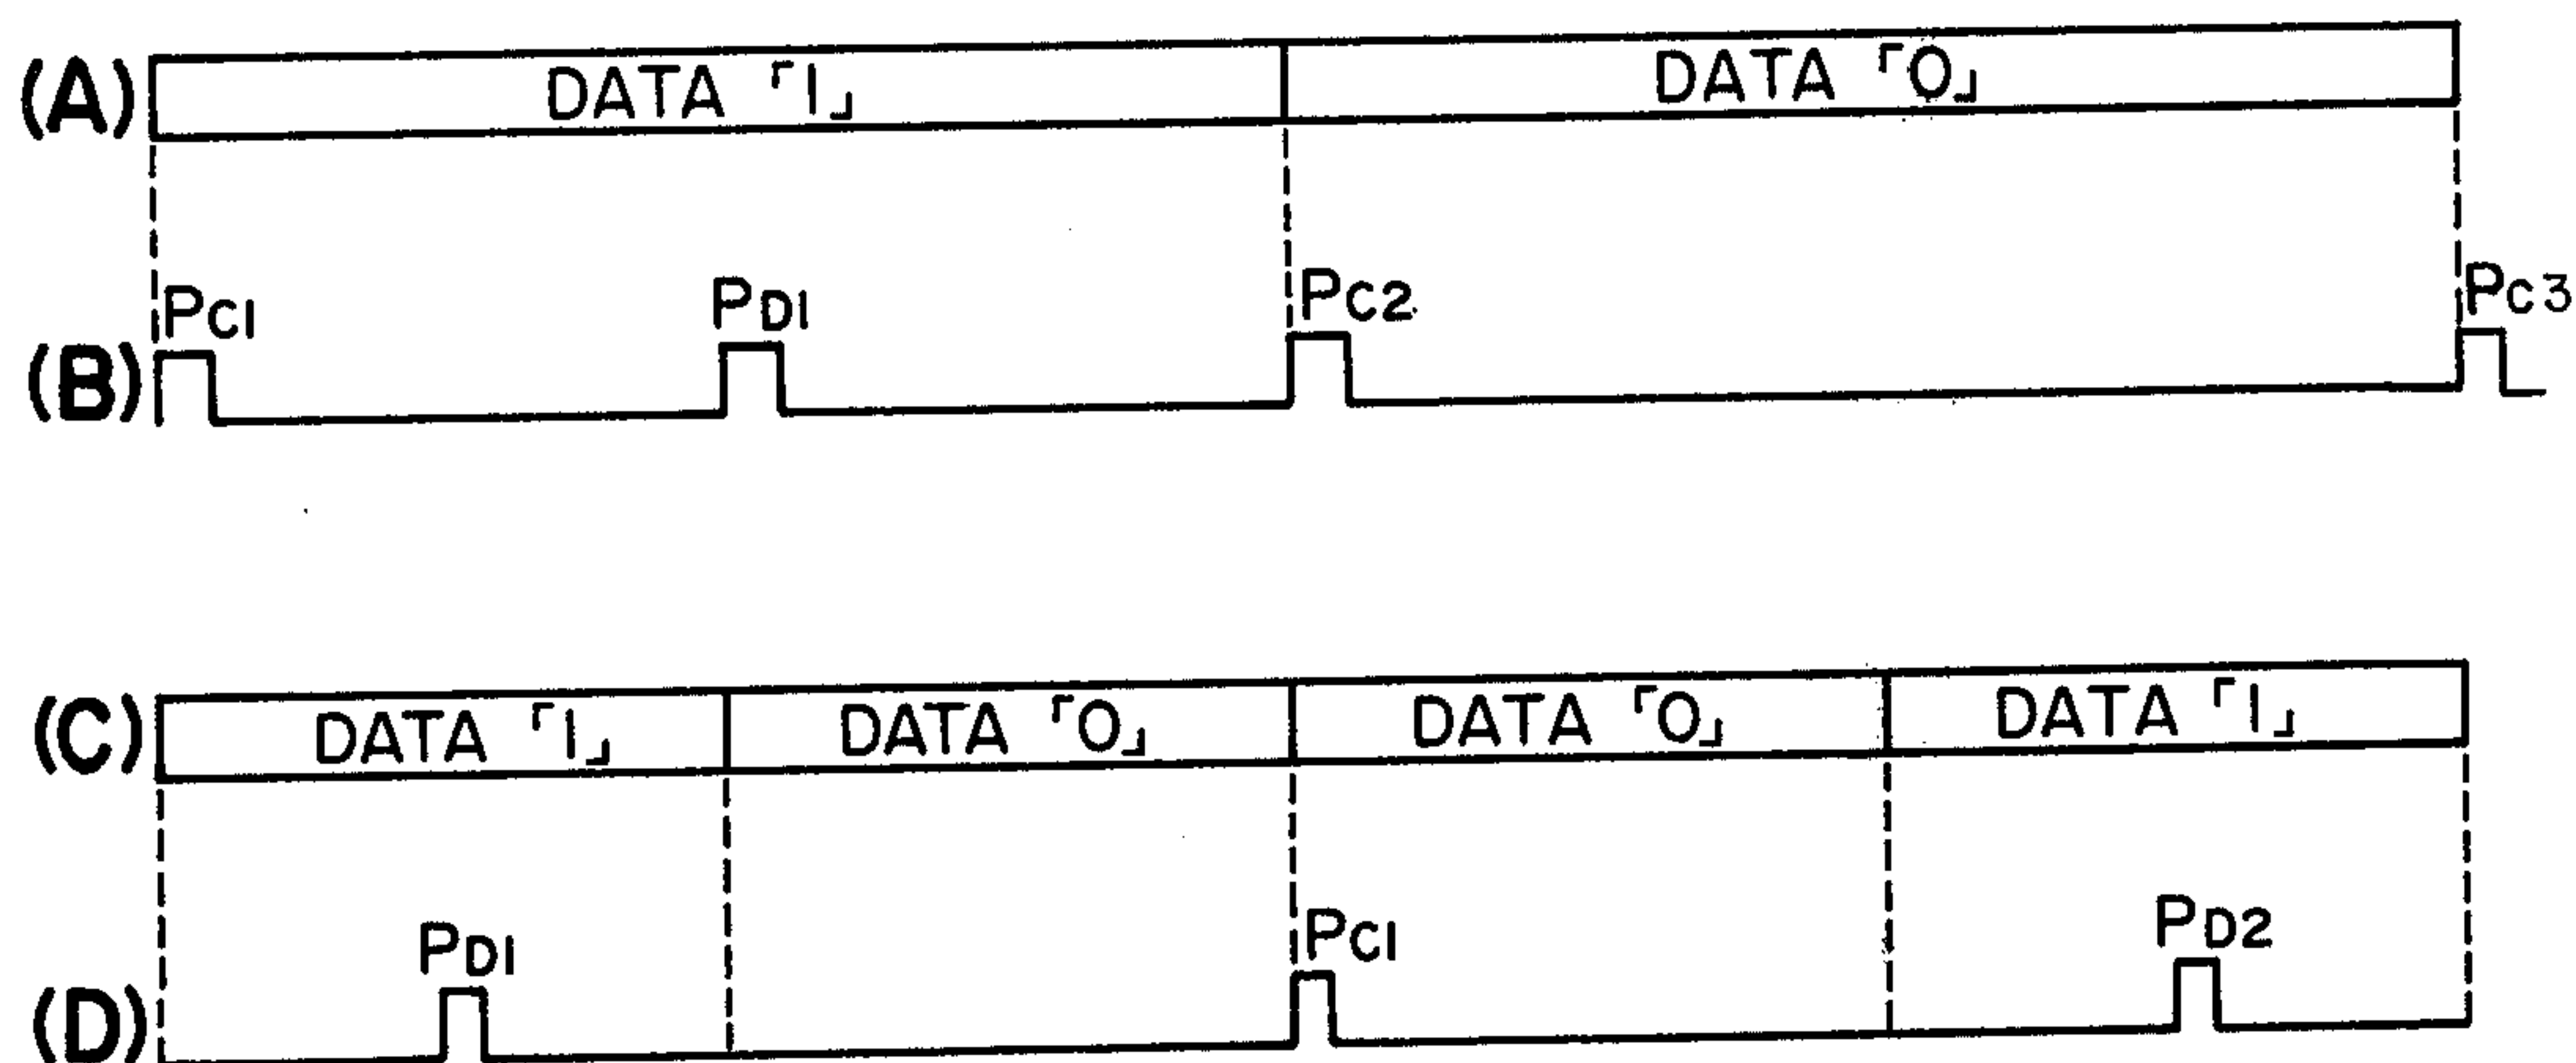 (A) DATA 「1」 DATA 「0」
PC1 PD1 PC2 PC3
(B)
(C) DATA 「1」 DATA 「0」 DATA 「0」 DATA 「1」
PD1 PC1 PD2
(D)